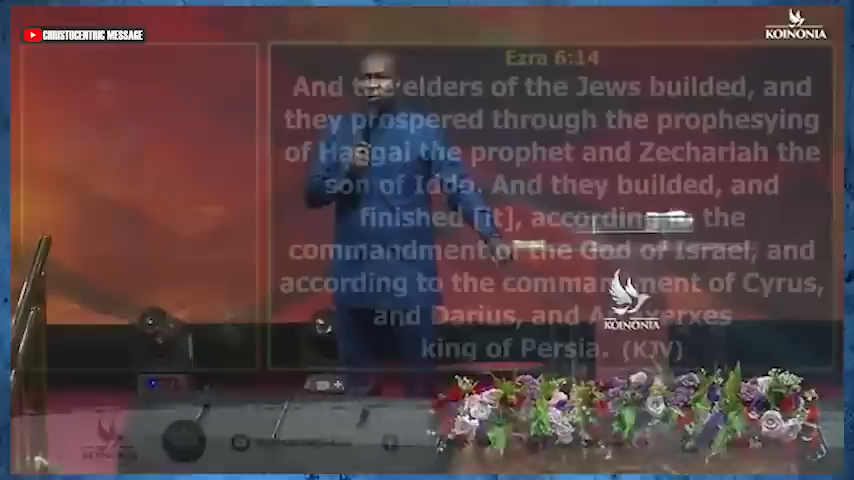 CHRISTOCENTRIC MESSAGE
KOINONIA
Ezra 6:14
And the elders of the Jews builded, and
they prospered through the prophesying
of Haggai the prophet and Zechariah the
son of Iddo. And they builded, and
finished [it], according to the
commandment of the God of Israel, and
according to the commandment of Cyrus,
and Darius, and Artaxerxes
king of Persia. (KJV)
KOINONIA
KOINONIA